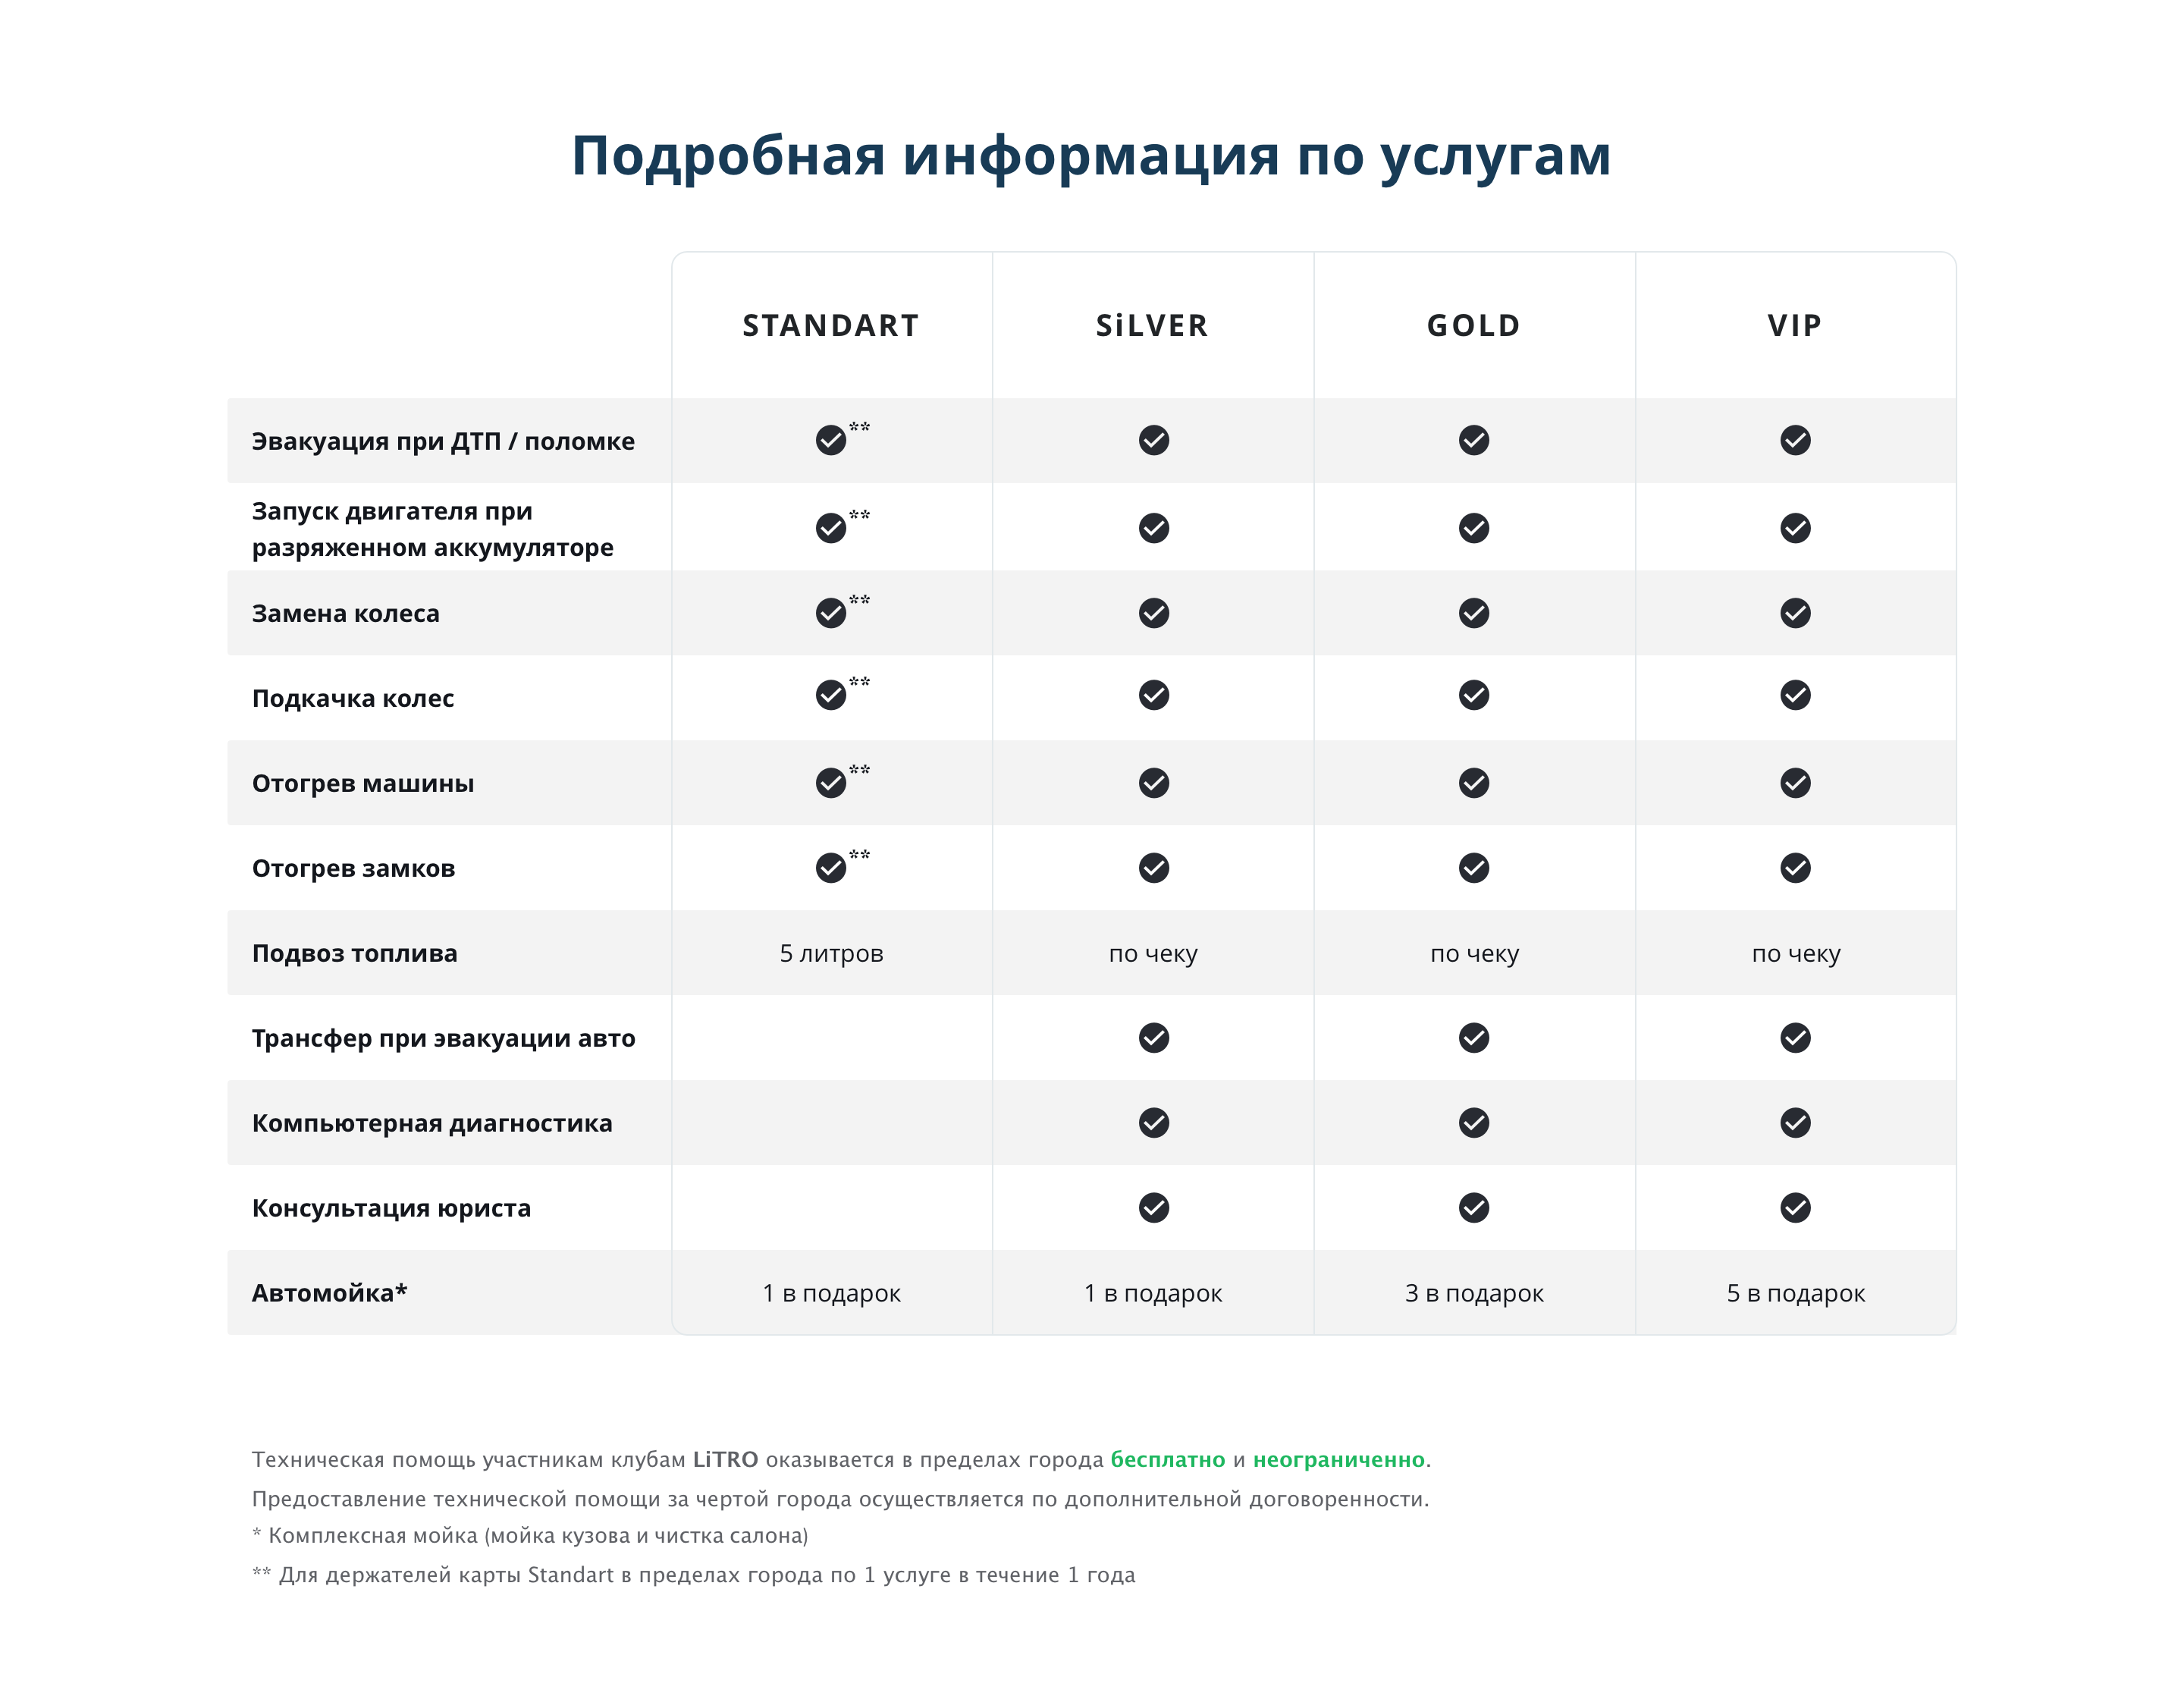 Подробная информация по услугам
STANDART SiLVER GOLD VIP
Эвакуация при ДТП / поломке **
Запуск двигателя при
разряженном аккумуляторе **
Замена колеса **
Подкачка колес **
Отогрев машины **
Отогрев замков **
Подвоз топлива 5 литров по чеку по чеку по чеку
Трансфер при эвакуации авто
Компьютерная диагностика
Консультация юриста
Автомойка* 1 в подарок 1 в подарок 3 в подарок 5 в подарок
Техническая помощь участникам клубам LiTRO оказывается в пределах города бесплатно и неограниченно.
Предоставление технической помощи за чертой города осуществляется по дополнительной договоренности.
* Комплексная мойка (мойка кузова и чистка салона)
** Для держателей карты Standart в пределах города по 1 услуге в течение 1 года